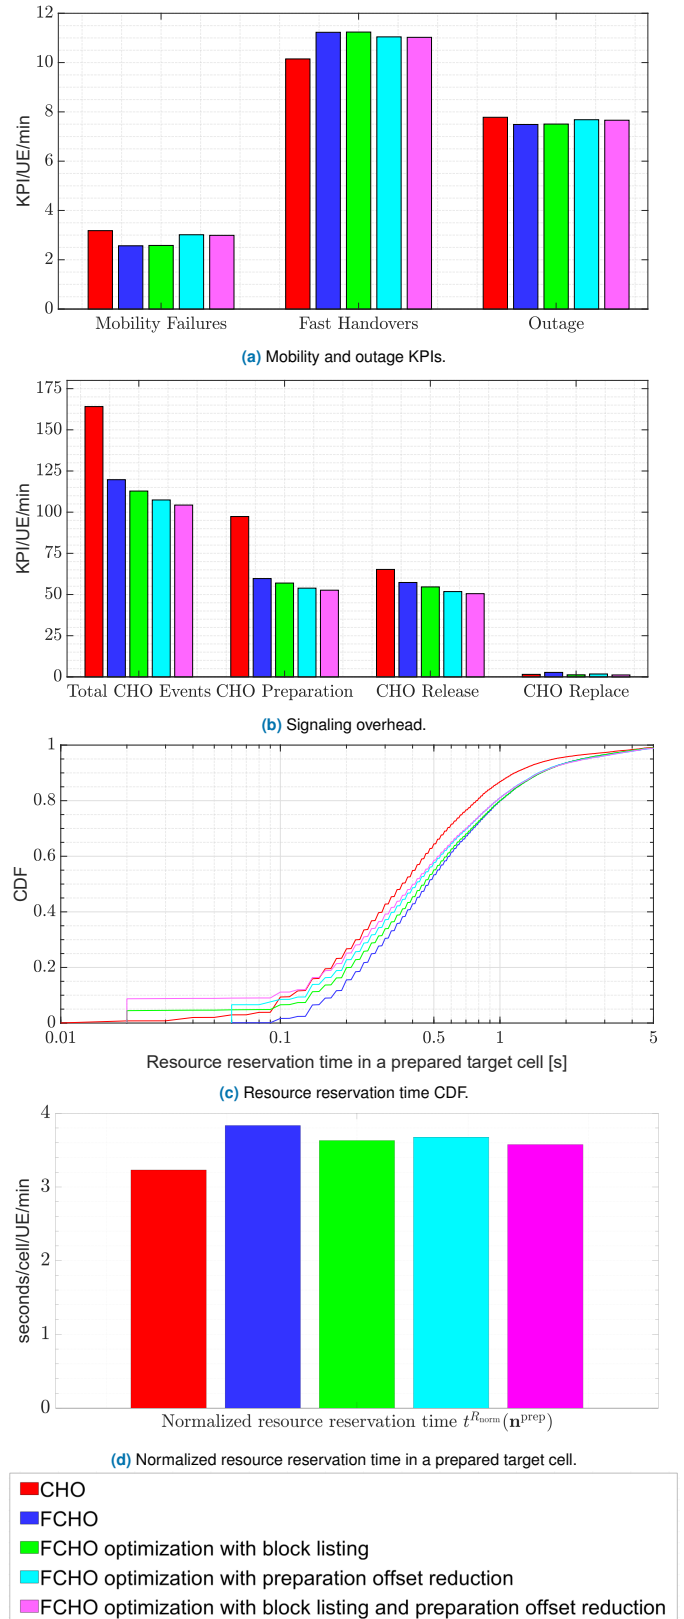 12
10
8
6
4
2
0
KPI/UE/min
Mobility Failures Fast Handovers Outage
(a) Mobility and outage KPIs.
175
150
125
100
75
50
25
0
KPI/UE/min
Total CHO Events CHO Preparation CHO Release CHO Replace
(b) Signaling overhead.
1
0.8
0.6
0.4
0.2
0
CDF
0.01 0.1 0.5 1 5
Resource reservation time in a prepared target cell [s]
(c) Resource reservation time CDF.
4
3
2
1
0
seconds/cell/UE/min
Normalized resource reservation time t^{R_{norm}}(n^{prep})
(d) Normalized resource reservation time in a prepared target cell.
CHO
FCHO
FCHO optimization with block listing
FCHO optimization with preparation offset reduction
FCHO optimization with block listing and preparation offset reduction